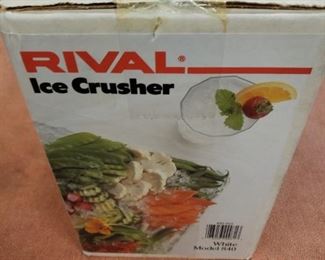 RIVAL®
Ice Crusher
White
Model 840